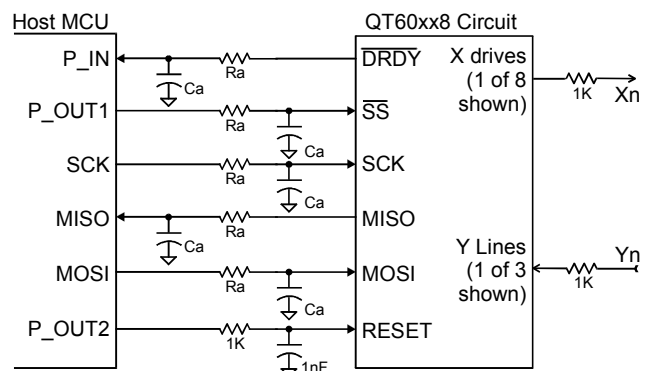 Host MCU QT60xx8 Circuit
P_IN Ra DRDY X drives
Ca (1 of 8
shown) 1K Xn
P_OUT1 Ra SS
Ca
SCK Ra SCK
Ca
MISO Ra MISO
Ca Y Lines Yn
MOSI Ra MOSI (1 of 3
Ca shown) 1K
P_OUT2 1K RESET
1nF